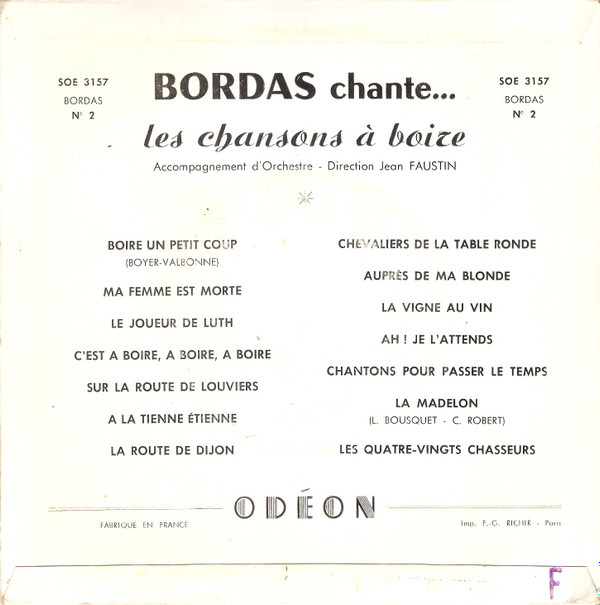 SOE 3157
BORDAS
N° 2
BORDAS chante...
SOE 3157
BORDAS
N° 2
les chansons à boire
Accompagnement d'Orchestre - Direction Jean FAUSTIN
BOIRE UN PETIT COUP
(BOYER-VALBONNE)
MA FEMME EST MORTE
LE JOUEUR DE LUTH
C'EST A BOIRE, A BOIRE, A BOIRE
SUR LA ROUTE DE LOUVIERS
A LA TIENNE ÉTIENNE
LA ROUTE DE DIJON
CHEVALIERS DE LA TABLE RONDE
AUPRÈS DE MA BLONDE
LA VIGNE AU VIN
AH ! JE L'ATTENDS
CHANTONS POUR PASSER LE TEMPS
LA MADELON
(L. BOUSQUET - C. ROBERT)
LES QUATRE-VINGTS CHASSEURS
ODÉON
FABRIQUE EN FRANCE
Imp. F.-G. RICHIR - Paris
F